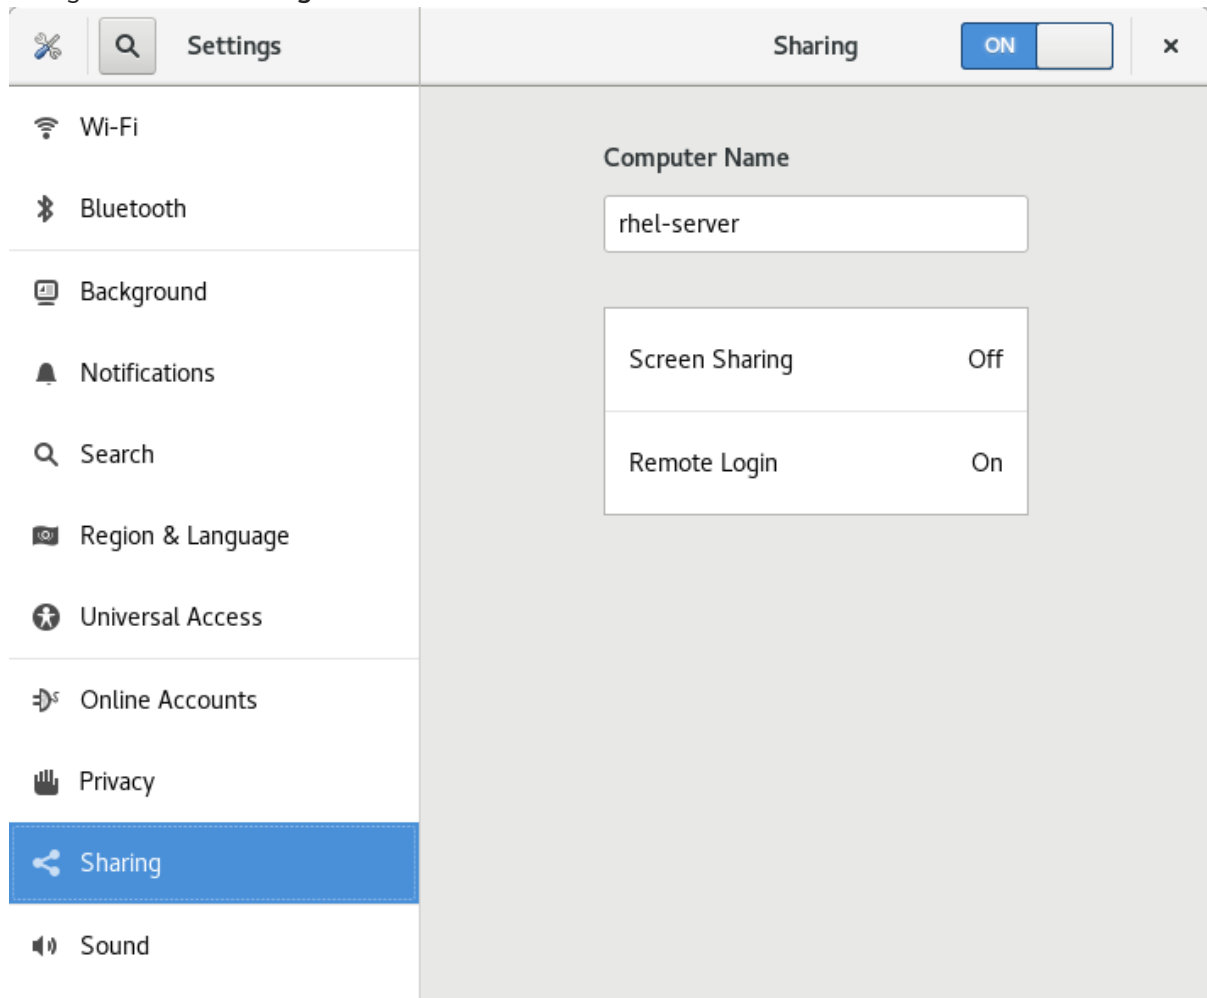 Settings
Sharing
ON
Wi-Fi
Bluetooth
Background
Notifications
Search
Region & Language
Universal Access
Online Accounts
Privacy
Sharing
Sound
Computer Name
rhel-server
Screen Sharing Off
Remote Login On